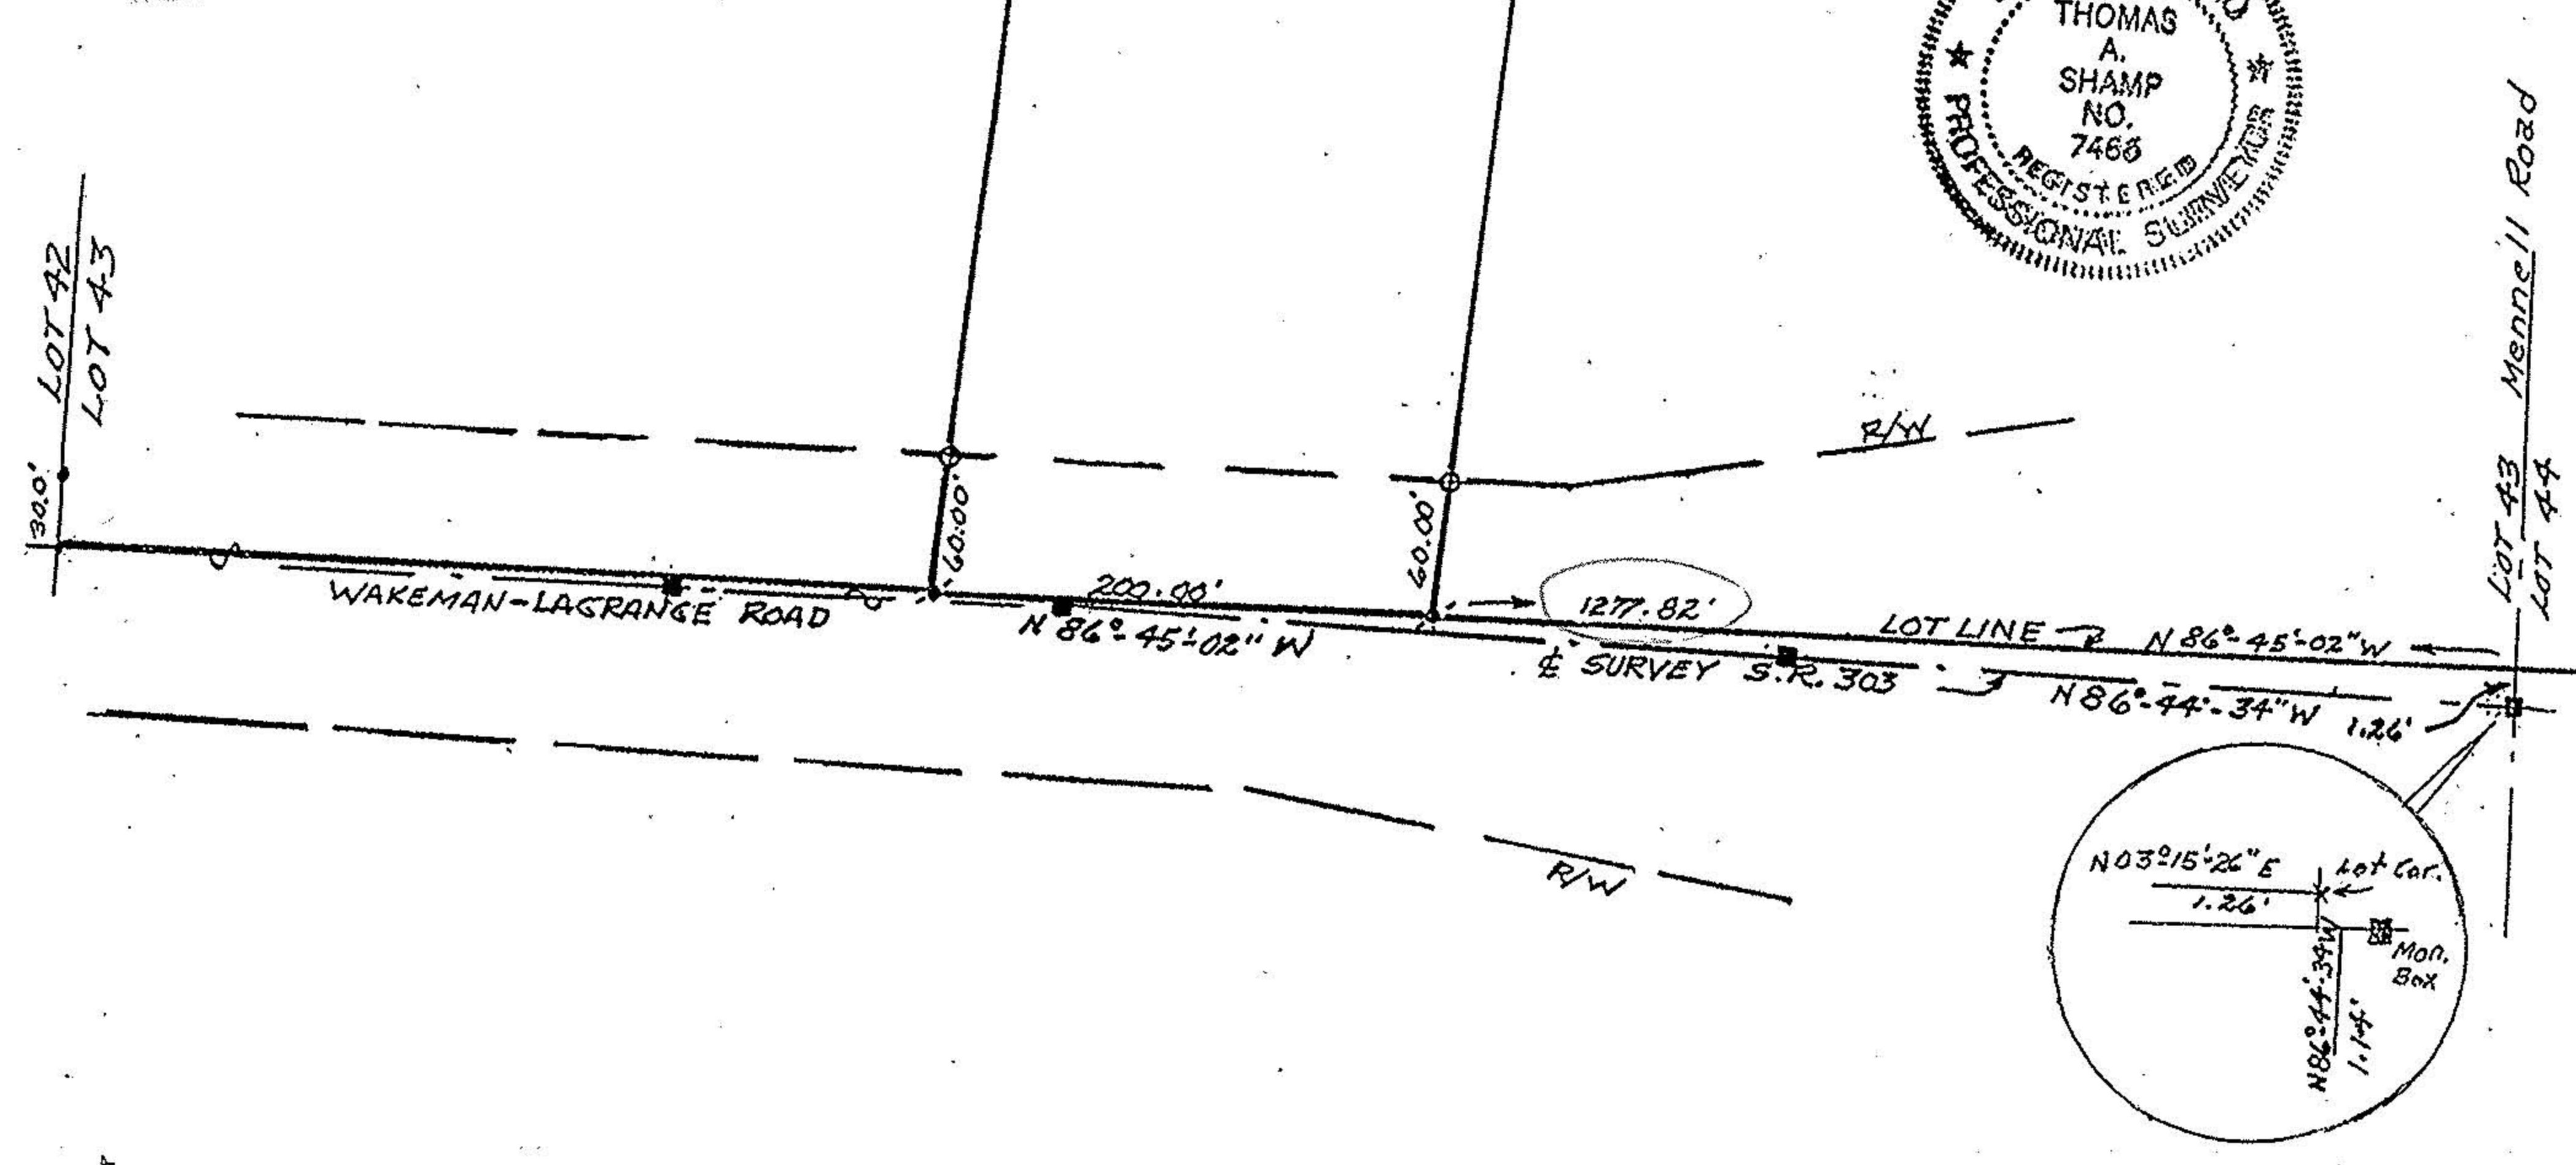 THOMAS
A.
SHAMP
NO.
7466
REGISTERED
PROFESSIONAL SURVEYOR
Mennell Road
LOT 42
LOT 43
LOT 43
LOT 44
R/W
30.0'
60.00'
60.00'
200.00'
1277.82'
WAKEMAN-LAGRANGE ROAD
N 86°-45'-02" W
LOT LINE
N 86°-45'-02" W
℄ SURVEY S.R. 303
N 86°-44'-34" W
1.26'
R/W
N 03°15'-26" E
Lot Cor.
1.26'
Mon.
Box
N 86°-44'-34" W
1.14'